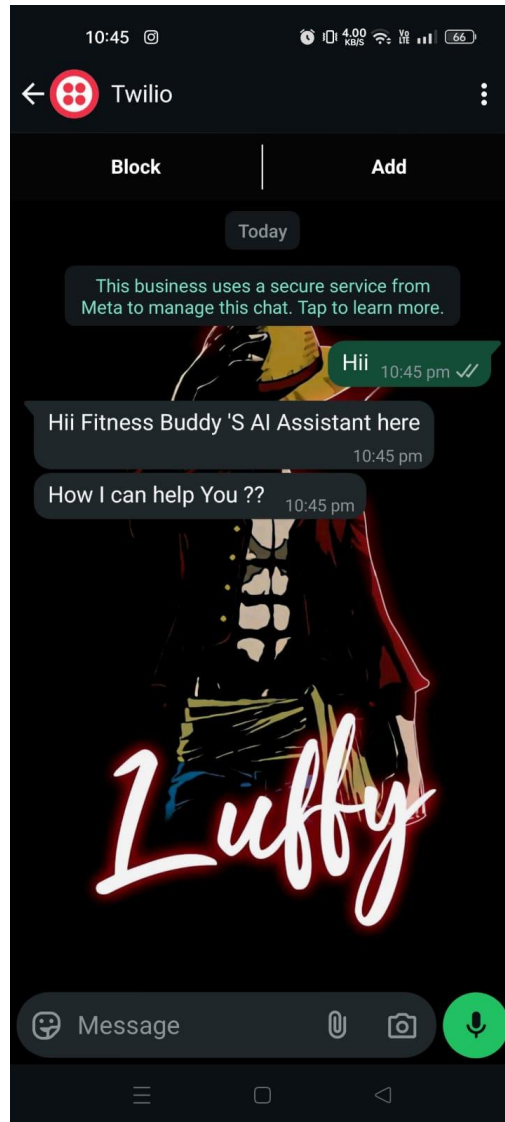 10:45
4.00
KB/S
Vo
LTE
66
Twilio
Block
Add
Today
This business uses a secure service from
Meta to manage this chat. Tap to learn more.
Hii
10:45 pm
Hii Fitness Buddy 'S AI Assistant here
10:45 pm
How I can help You ??
10:45 pm
Luffy
Message